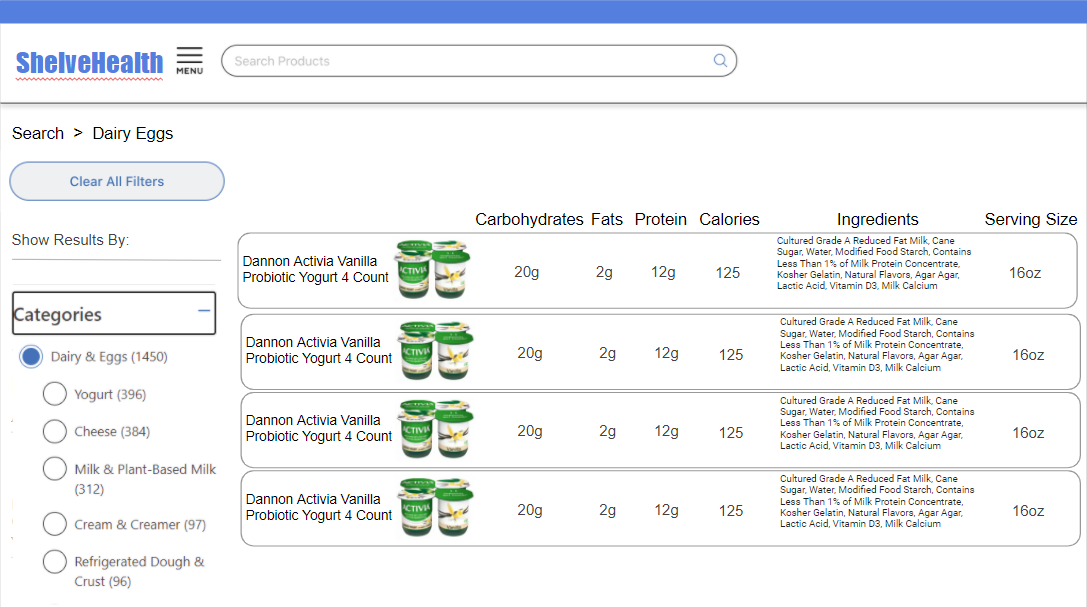 ShelveHealth
MENU
Search Products
Search > Dairy Eggs
Clear All Filters
Show Results By:
Categories
Dairy & Eggs (1450)
Yogurt (396)
Cheese (384)
Milk & Plant-Based Milk
(312)
Cream & Creamer (97)
Refrigerated Dough &
Crust (96)
Carbohydrates Fats Protein Calories Ingredients Serving Size
Dannon Activia Vanilla
Probiotic Yogurt 4 Count
ACTIVIA
20g 2g 12g 125
Cultured Grade A Reduced Fat Milk, Cane
Sugar, Water, Modified Food Starch, Contains
Less Than 1% of Milk Protein Concentrate,
Kosher Gelatin, Natural Flavors, Agar Agar,
Lactic Acid, Vitamin D3, Milk Calcium
16oz
Dannon Activia Vanilla
Probiotic Yogurt 4 Count
ACTIVIA
20g 2g 12g 125
Cultured Grade A Reduced Fat Milk, Cane
Sugar, Water, Modified Food Starch, Contains
Less Than 1% of Milk Protein Concentrate,
Kosher Gelatin, Natural Flavors, Agar Agar,
Lactic Acid, Vitamin D3, Milk Calcium
16oz
Dannon Activia Vanilla
Probiotic Yogurt 4 Count
ACTIVIA
20g 2g 12g 125
Cultured Grade A Reduced Fat Milk, Cane
Sugar, Water, Modified Food Starch, Contains
Less Than 1% of Milk Protein Concentrate,
Kosher Gelatin, Natural Flavors, Agar Agar,
Lactic Acid, Vitamin D3, Milk Calcium
16oz
Dannon Activia Vanilla
Probiotic Yogurt 4 Count
ACTIVIA
20g 2g 12g 125
Cultured Grade A Reduced Fat Milk, Cane
Sugar, Water, Modified Food Starch, Contains
Less Than 1% of Milk Protein Concentrate,
Kosher Gelatin, Natural Flavors, Agar Agar,
Lactic Acid, Vitamin D3, Milk Calcium
16oz